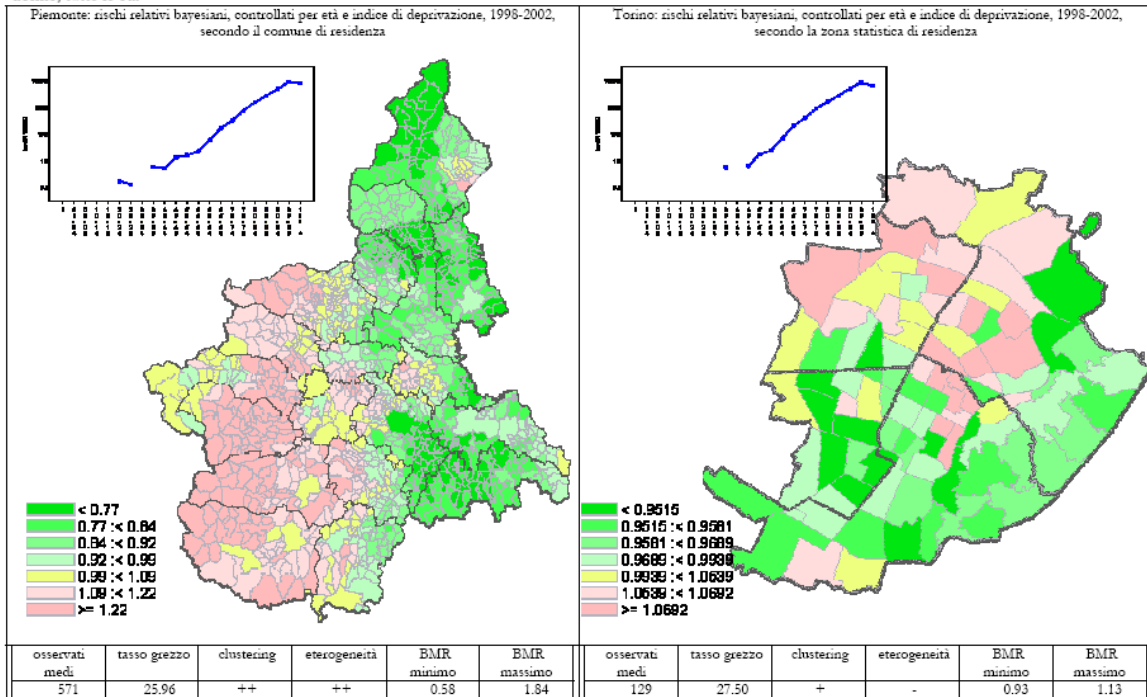 Piemonte: rischi relativi bayesiani, controllati per età e indice di deprivazione, 1998-2002,
secondo il comune di residenza
Torino: rischi relativi bayesiani, controllati per età e indice di deprivazione, 1998-2002,
secondo la zona statistica di residenza
< 0.77
0.77 :< 0.84
0.84 :< 0.92
0.92 :< 0.99
0.99 :< 1.09
1.09 :< 1.22
>= 1.22
< 0.9515
0.9515 :< 0.9581
0.9581 :< 0.9689
0.9689 :< 0.9939
0.9939 :< 1.0539
1.0539 :< 1.0692
>= 1.0692
osservati medi tasso grezzo clustering eterogeneità BMR minimo BMR massimo
571 25.96 ++ ++ 0.58 1.84
osservati medi tasso grezzo clustering eterogeneità BMR minimo BMR massimo
129 27.50 + - 0.93 1.13